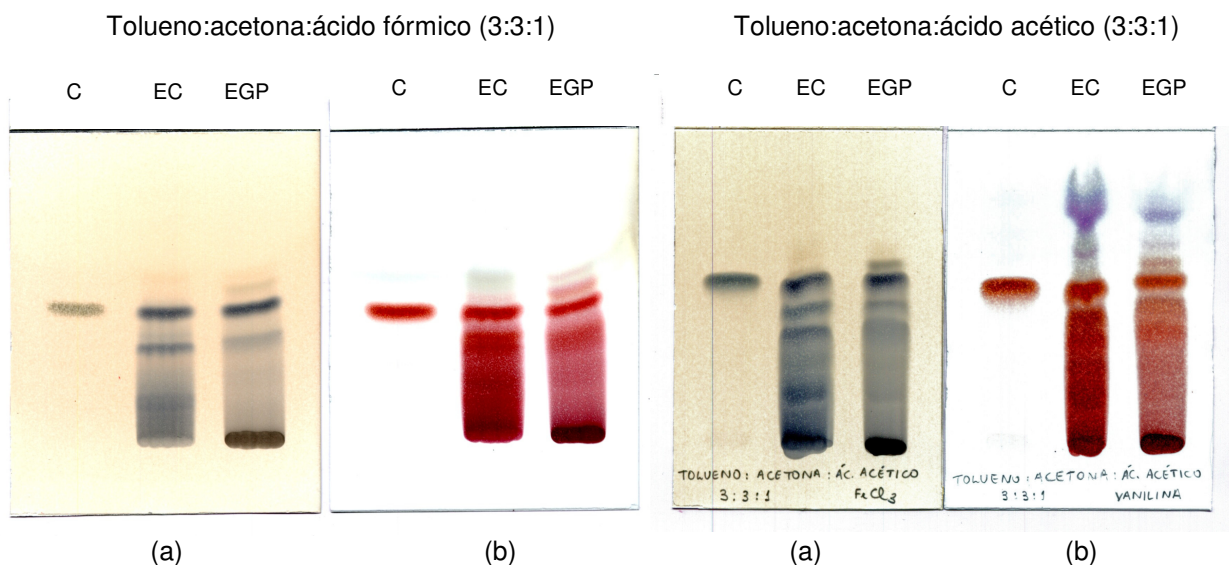 Tolueno:acetona:ácido fórmico (3:3:1)
Tolueno:acetona:ácido acético (3:3:1)
C EC EGP
C EC EGP
C EC EGP
C EC EGP
TOLUENO : ACETONA : ÁC. ACÉTICO
3:3:1 FeCl3
TOLUENO : ACETONA : ÁC. ACÉTICO
3:3:1 VANILINA
(a)
(b)
(a)
(b)